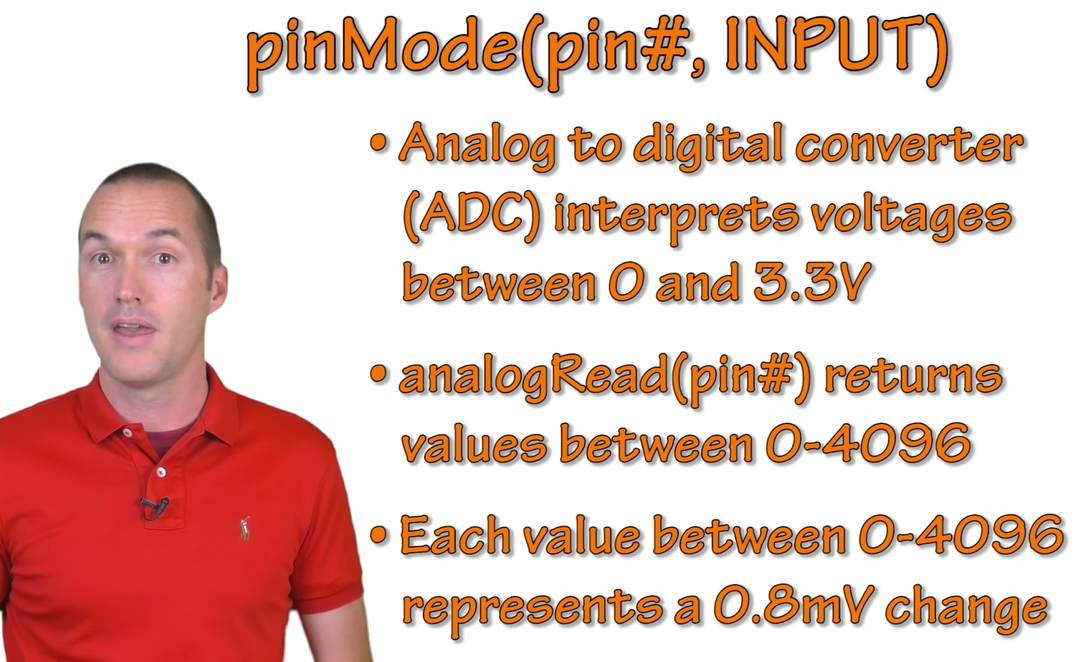 pinMode(pin#, INPUT)
• Analog to digital converter
(ADC) interprets voltages
between 0 and 3.3V
• analogRead(pin#) returns
values between 0-4096
• Each value between 0-4096
represents a 0.8mV change